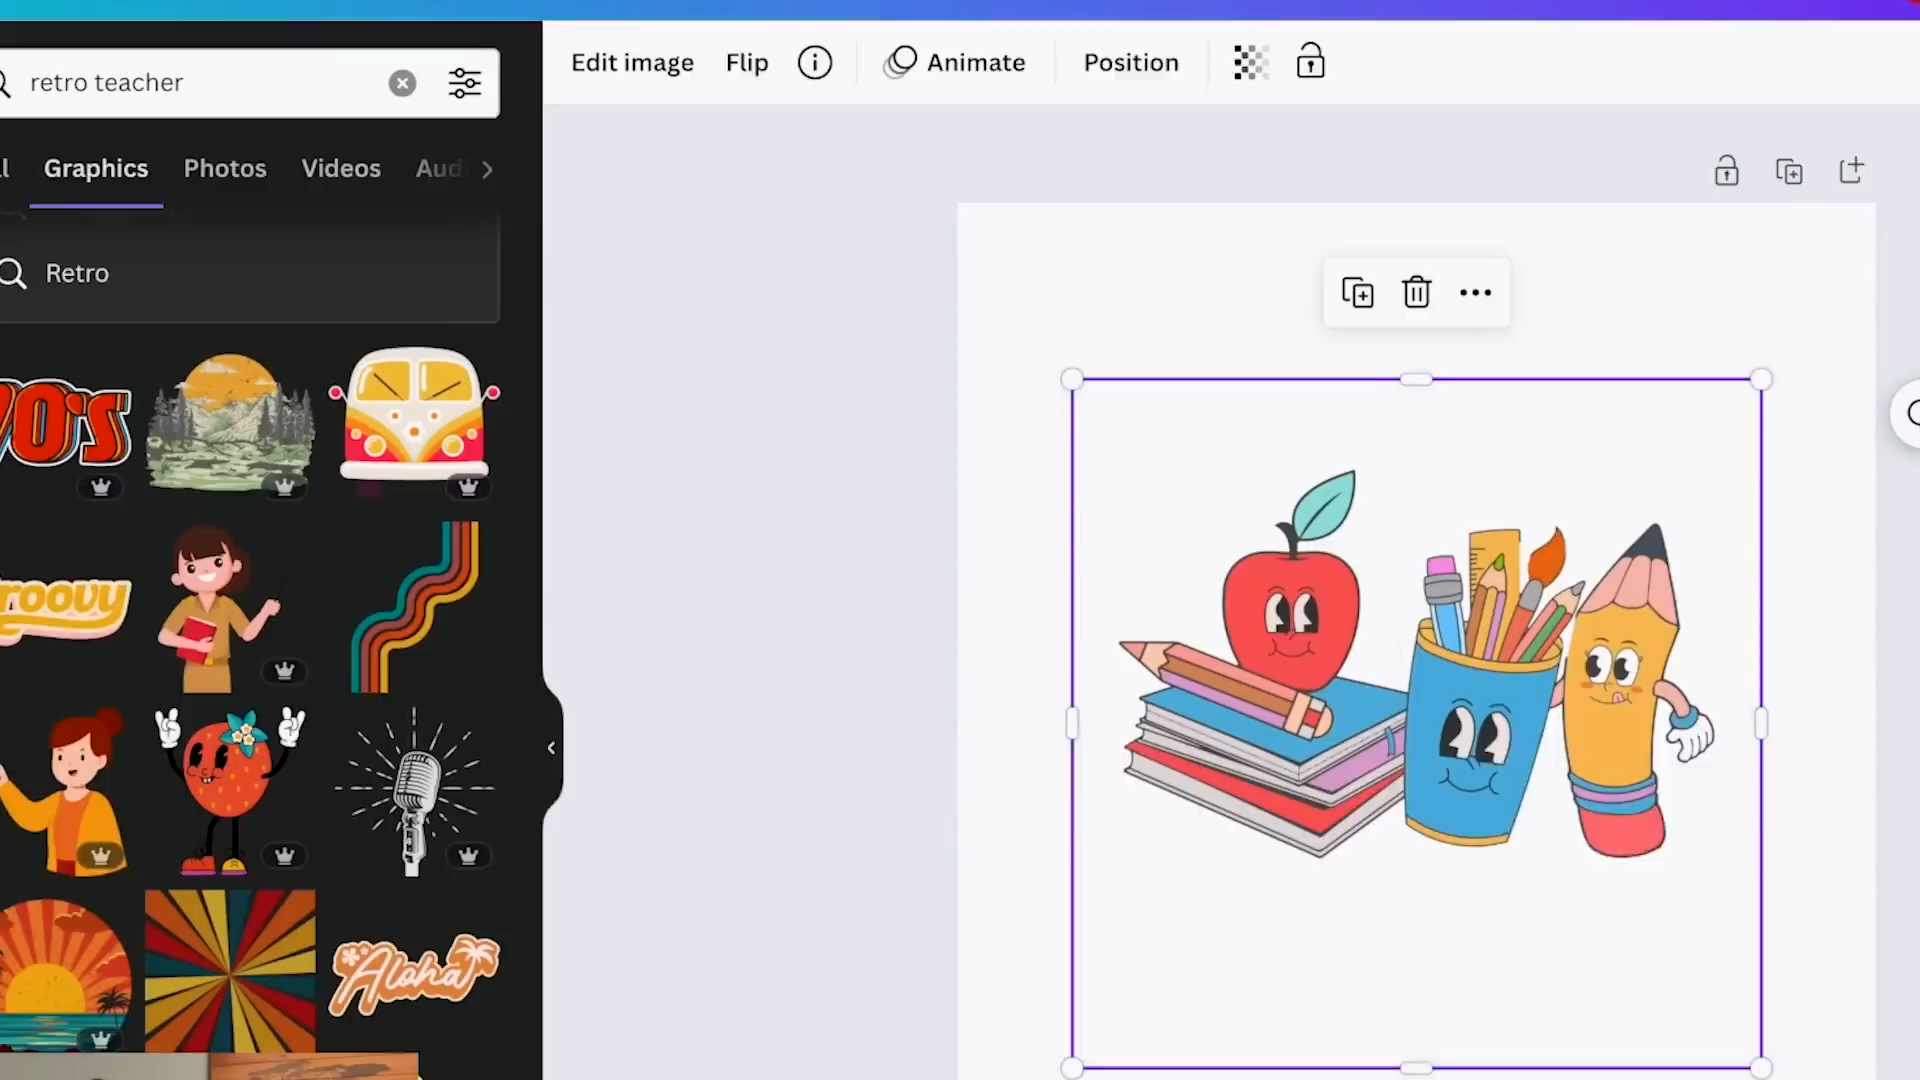 retro teacher
Graphics
Photos
Videos
Aud
Retro
Edit image
Flip
Animate
Position
70's
roovy
Aloha